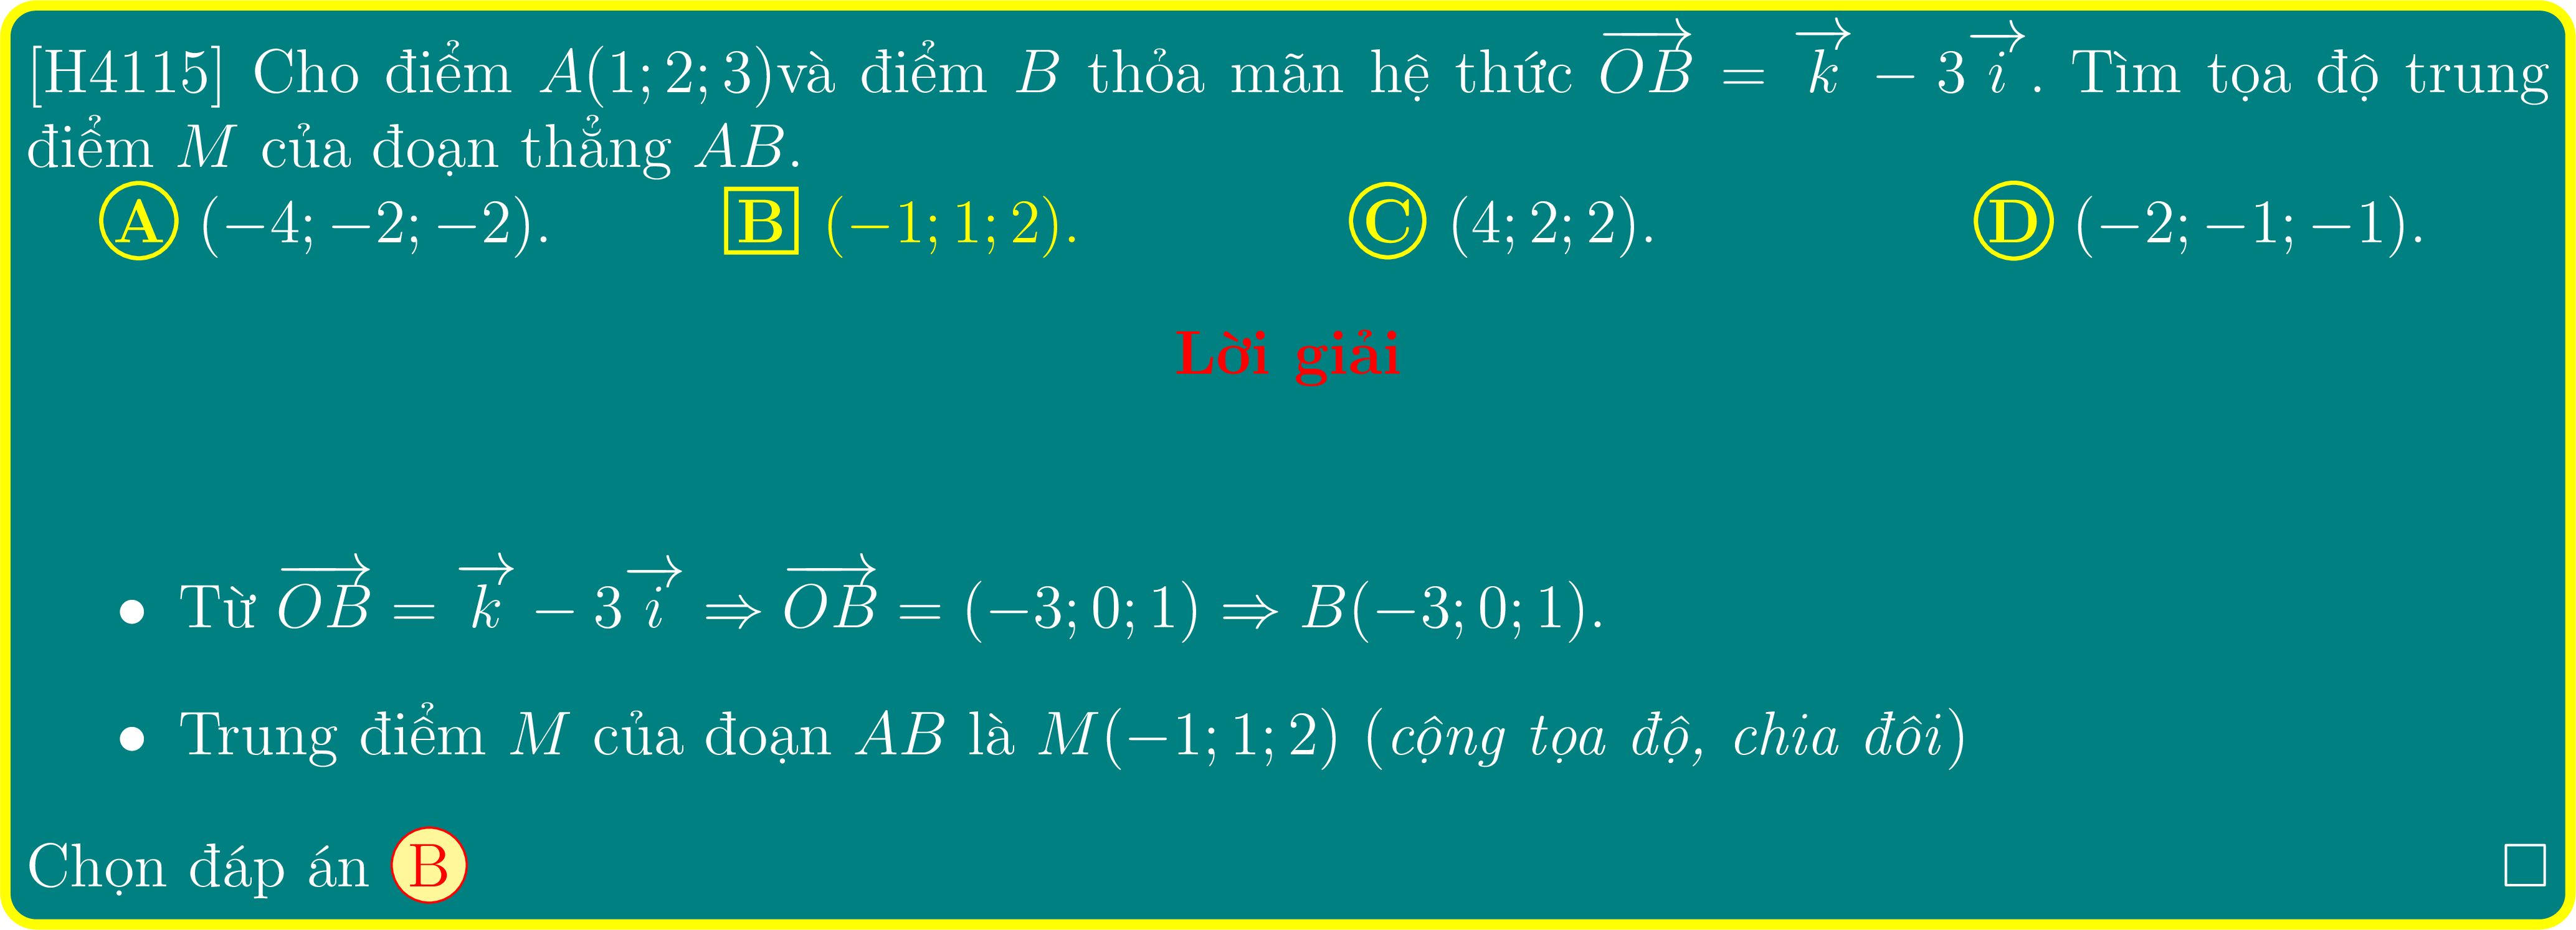 [H4115] Cho điểm A(1; 2; 3)và điểm B thỏa mãn hệ thức $\overrightarrow{OB} = \overrightarrow{k} - 3\overrightarrow{i}$. Tìm tọa độ trung
điểm M của đoạn thẳng AB.
A (−4; −2; −2). B (−1; 1; 2). C (4; 2; 2). D (−2; −1; −1).
Lời giải
• Từ $\overrightarrow{OB} = \overrightarrow{k} - 3\overrightarrow{i} \Rightarrow \overrightarrow{OB} = (-3; 0; 1) \Rightarrow B(-3; 0; 1)$.
• Trung điểm M của đoạn AB là M(−1; 1; 2) (cộng tọa độ, chia đôi)
Chọn đáp án B □